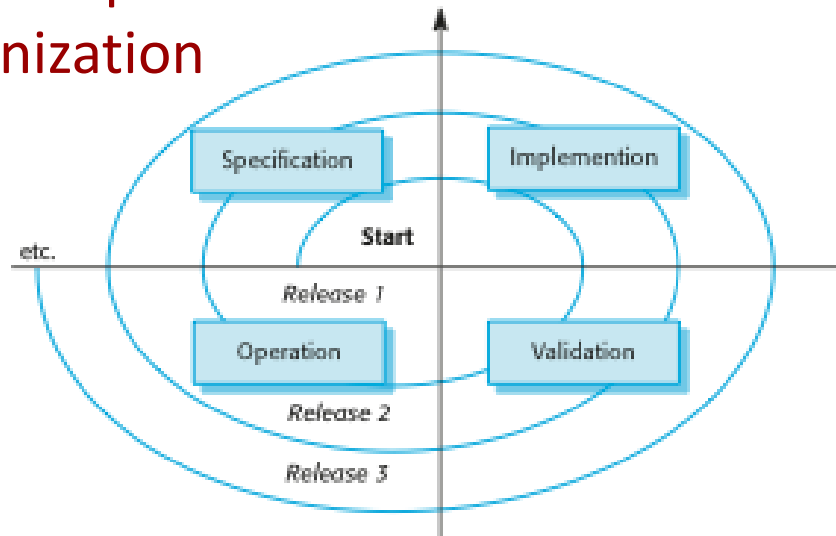 nization
Specification
Implemention
Start
etc.
Release 1
Operation
Validation
Release 2
Release 3